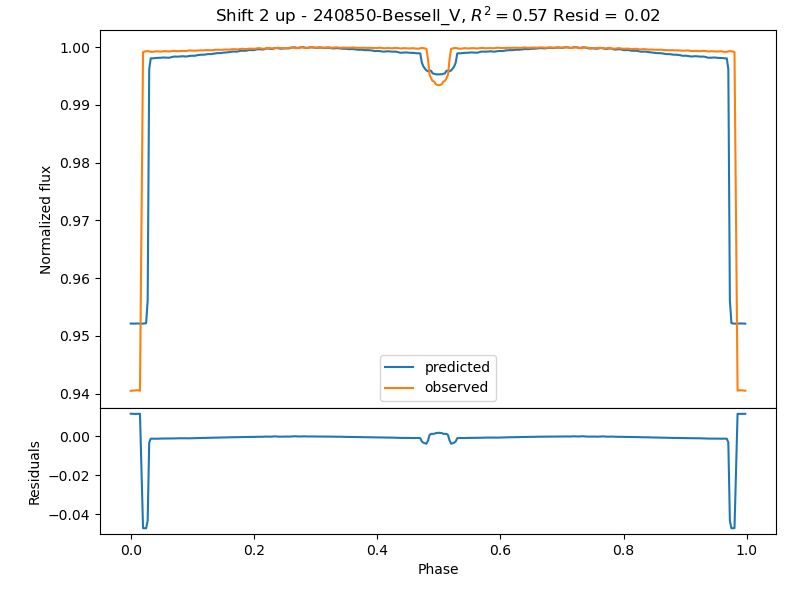 Shift 2 up - 240850-Bessell_V, $R^2 = 0.57$ Resid = 0.02
1.00
0.99
0.98
0.97
0.96
0.95
0.94
Normalized flux
predicted
observed
0.00
−0.02
−0.04
Residuals
0.0 0.2 0.4 0.6 0.8 1.0
Phase